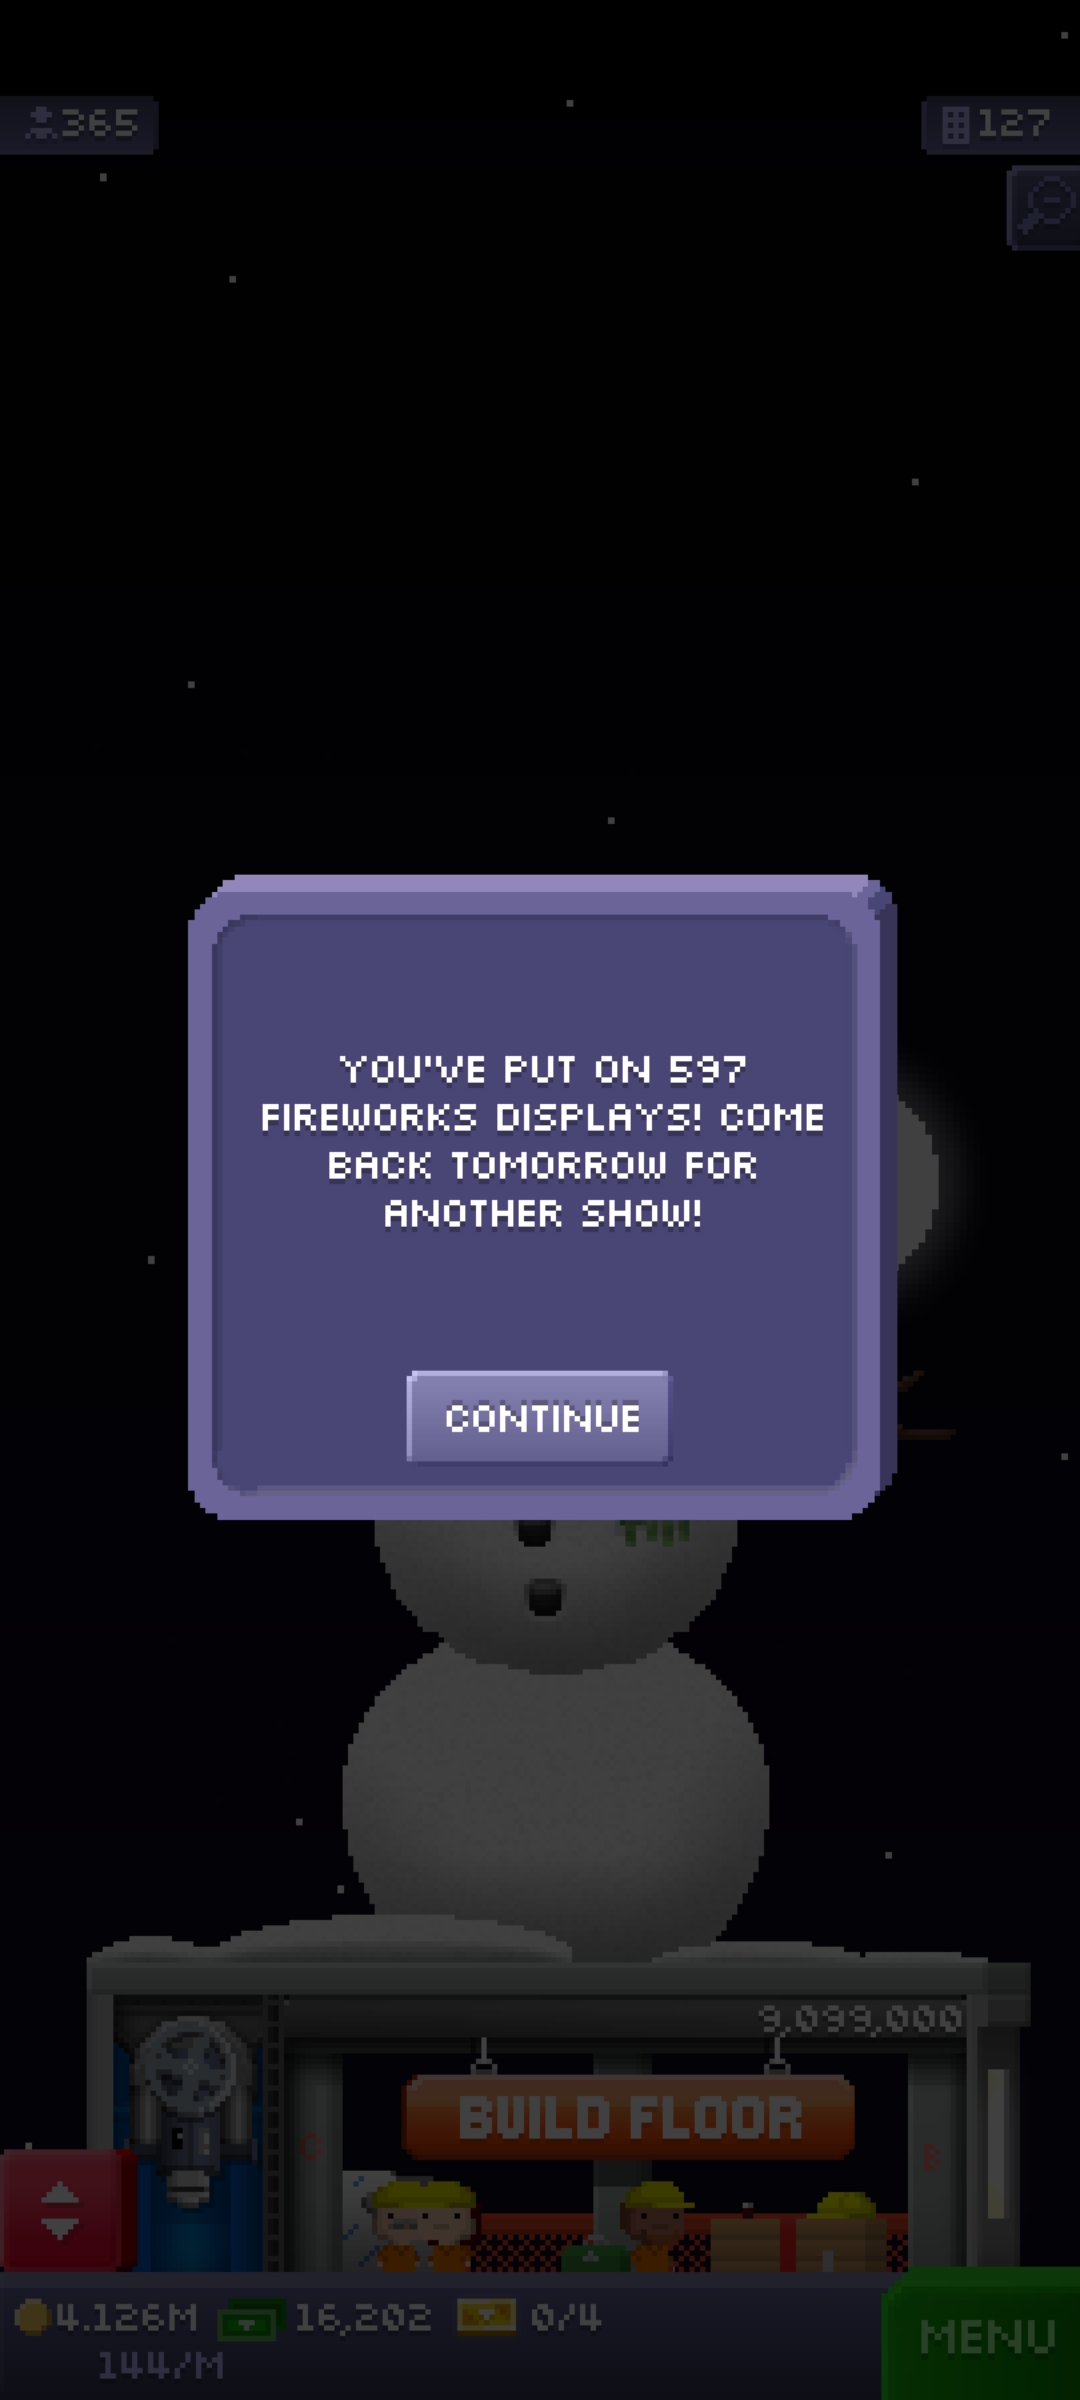 365
127
YOU'VE PUT ON 597
FIREWORKS DISPLAYS! COME
BACK TOMORROW FOR
ANOTHER SHOW!
CONTINUE
9,099,000
BUILD FLOOR
C
B
4.126M
16,202
0/4
MENU
144/M